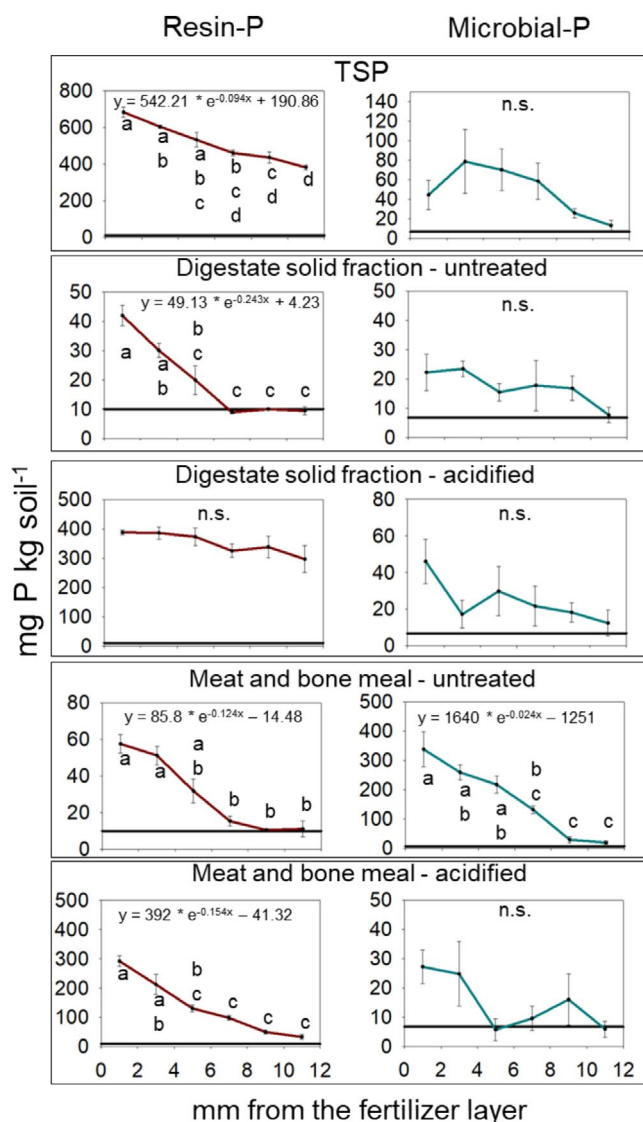 Resin-P Microbial-P
TSP
y = 542.21 * e-0.094x + 190.86
n.s.
800
600
400
200
0
a
a
b
a
b
c
b
c
d
c
d
d
140
120
100
80
60
40
20
0
Digestate solid fraction - untreated
y = 49.13 * e-0.243x + 4.23
n.s.
50
40
30
20
10
0
a
a
b
b
c
c
c
c
50
40
30
20
10
0
Digestate solid fraction - acidified
n.s.
n.s.
500
400
300
200
100
0
80
60
40
20
0
mg P kg soil-1
Meat and bone meal - untreated
y = 85.8 * e-0.124x – 14.48
y = 1640 * e-0.024x – 1251
80
60
40
20
0
a
a
a
b
b
b
b
500
400
300
200
100
0
a
a
b
a
b
b
c
c
c
Meat and bone meal - acidified
y = 392 * e-0.154x – 41.32
n.s.
500
400
300
200
100
0
a
a
b
b
c
c
c
c
50
40
30
20
10
0
0 2 4 6 8 10 12
0 2 4 6 8 10 12
mm from the fertilizer layer